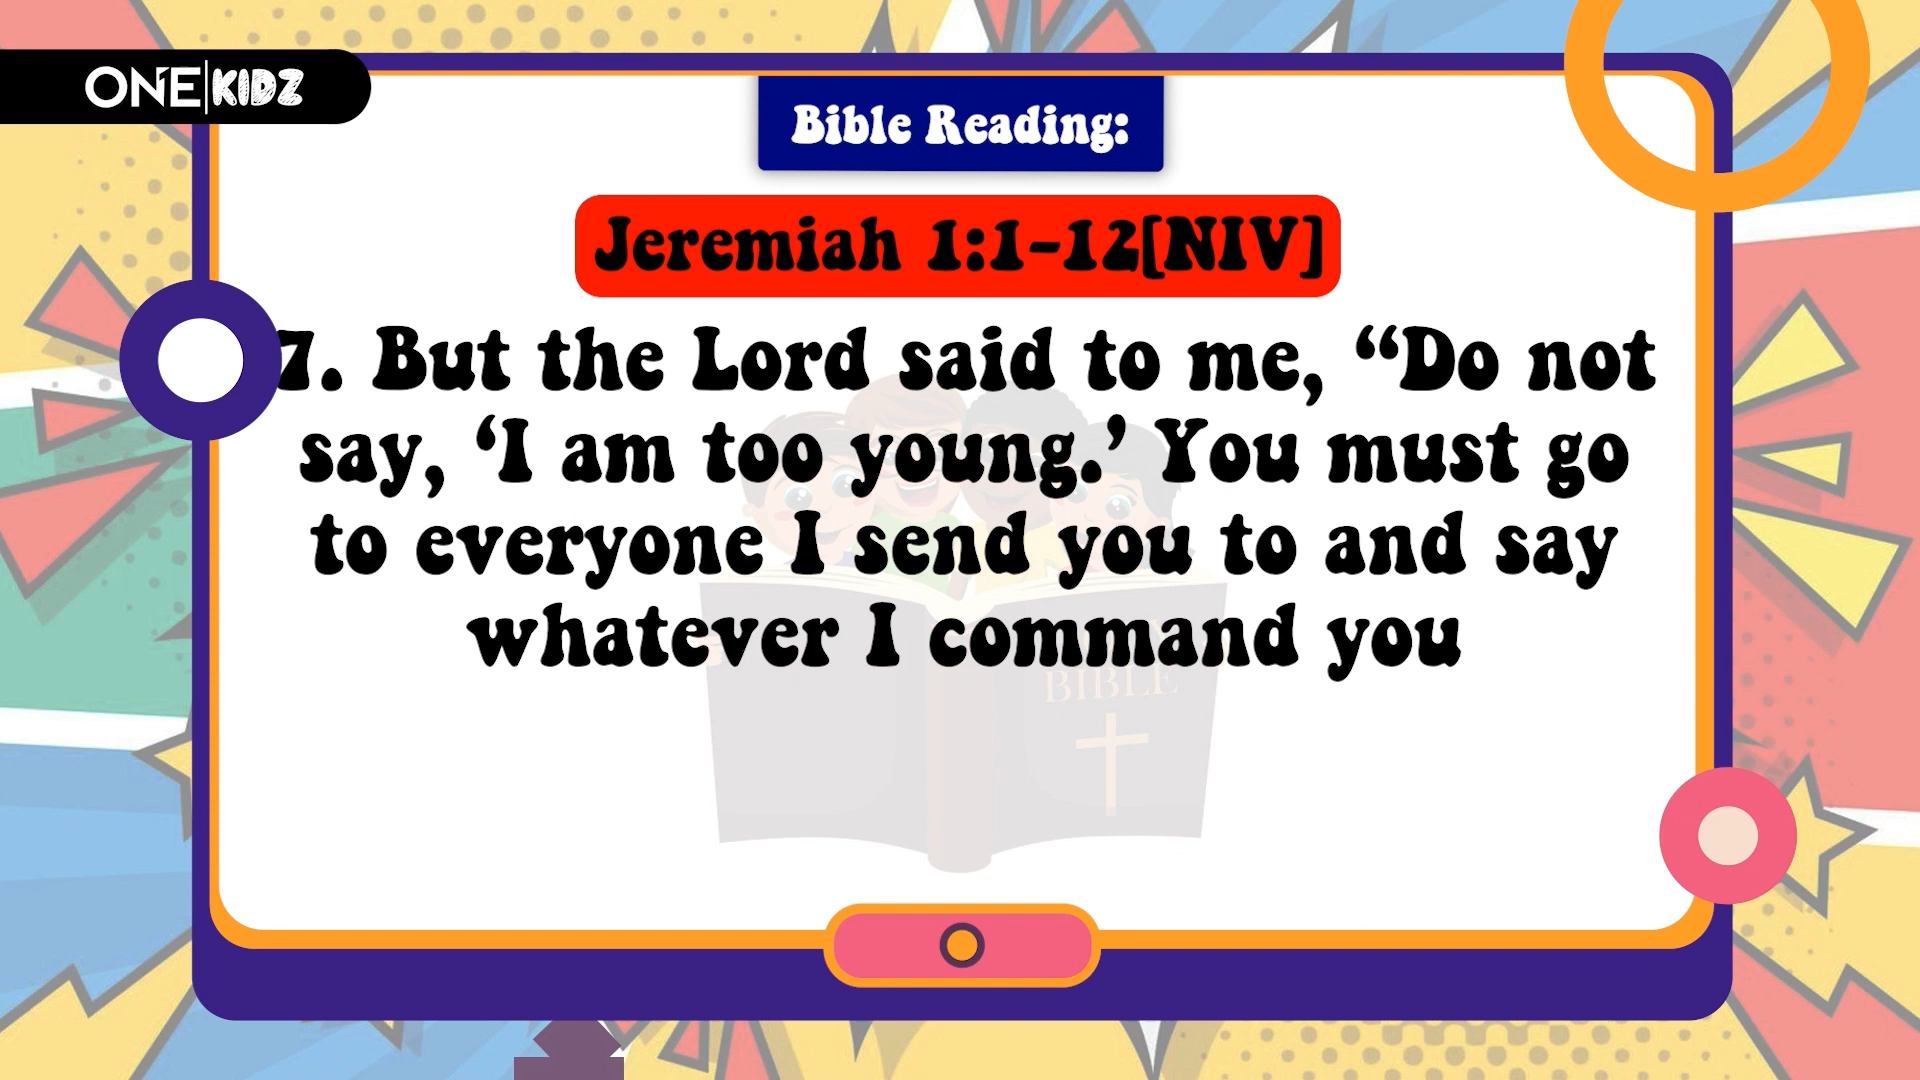 ONE|KIDZ
Bible Reading:
Jeremiah 1:1-12[NIV]
7. But the Lord said to me, “Do not
say, ‘I am too young.’ You must go
to everyone I send you to and say
whatever I command you
BIBLE